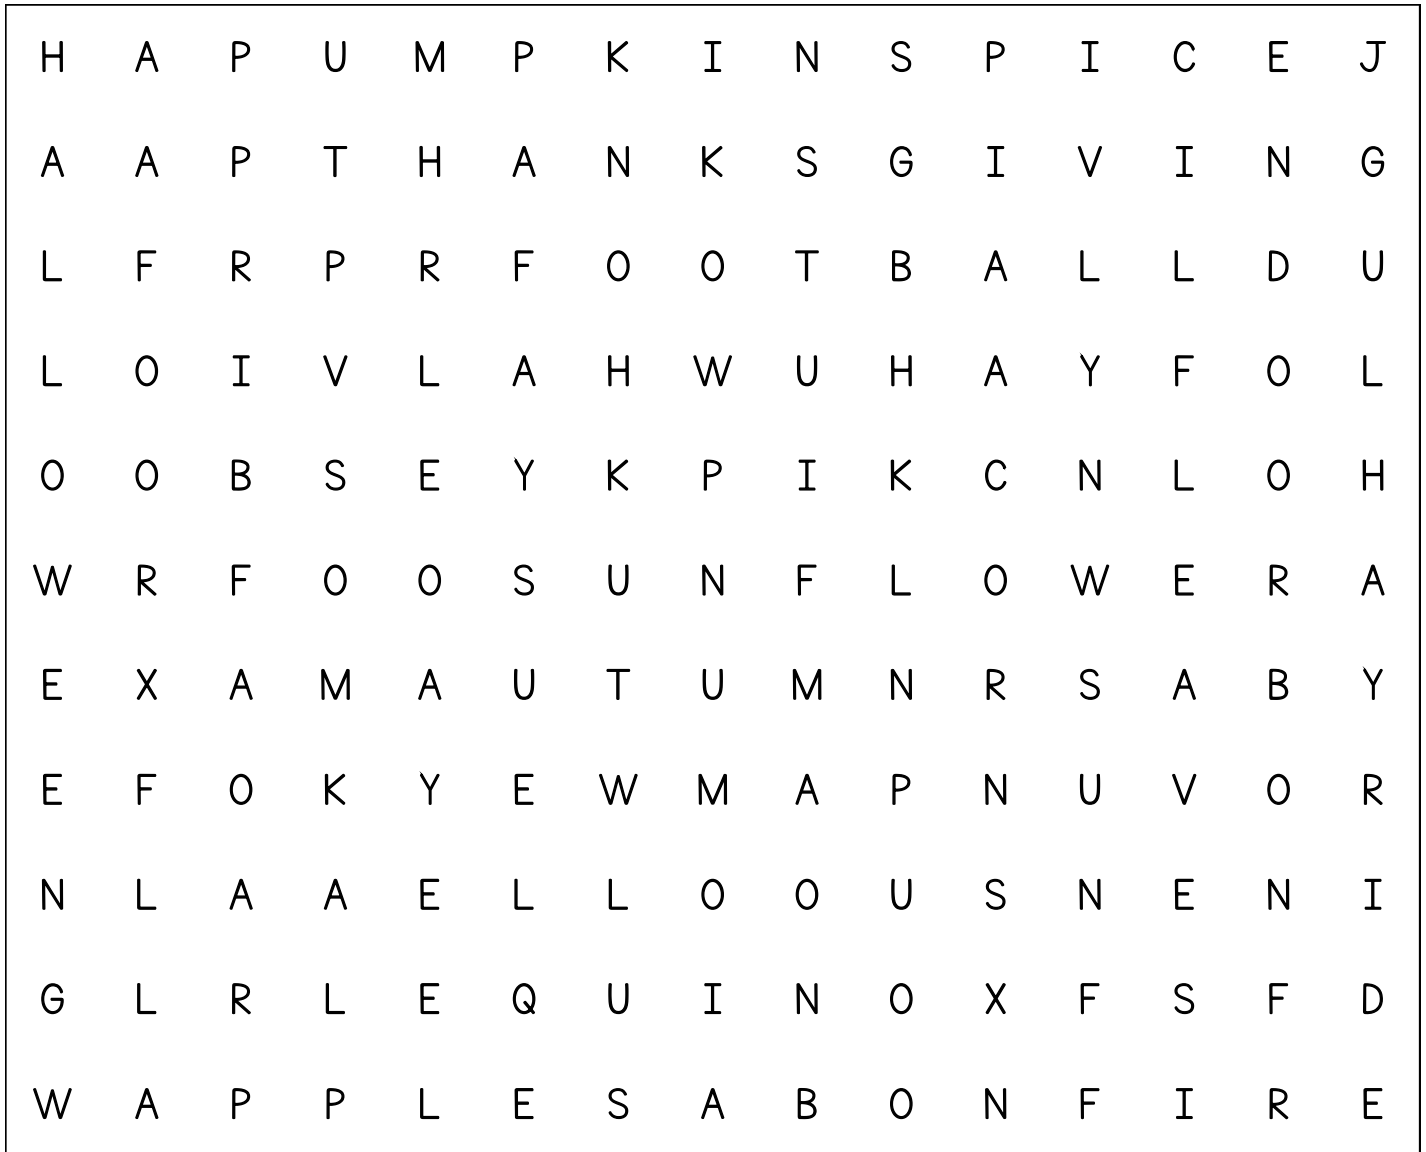 H A P U M P K I N S P I C E J
A A P T H A N K S G I V I N G
L F R P R F O O T B A L L D U
L O I V L A H W U H A Y F O L
O O B S E Y K P I K C N L O H
W R F O O S U N F L O W E R A
E X A M A U T U M N R S A B Y
E F O K Y E W M A P N U V O R
N L A A E L L O O U S N E N I
G L R L E Q U I N O X F S F D
W A P P L E S A B O N F I R E